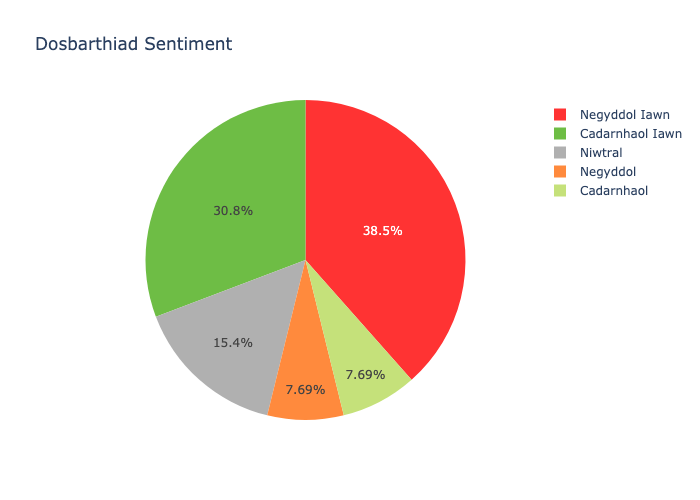 Dosbarthiad Sentiment
Negyddol Iawn
Cadarnhaol Iawn
Niwtral
Negyddol
Cadarnhaol
30.8%
38.5%
15.4%
7.69%
7.69%